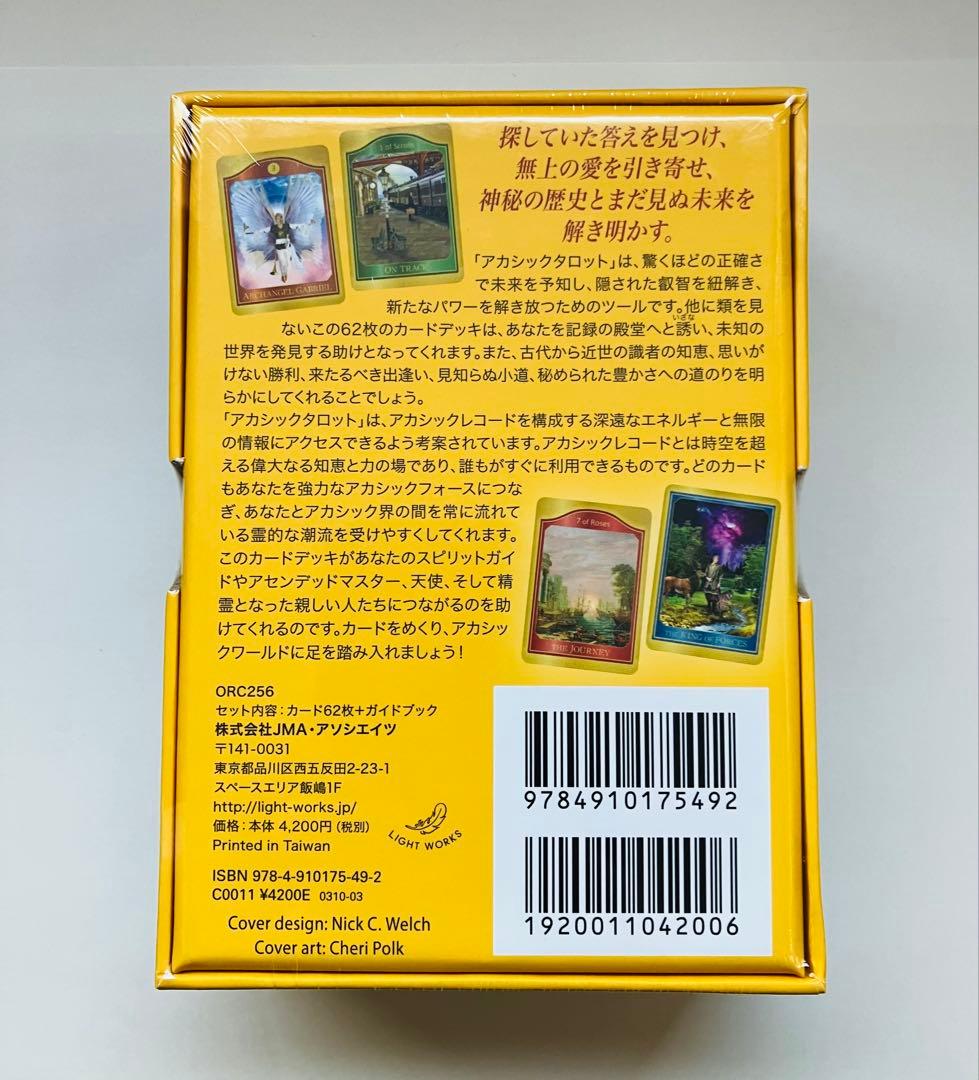 3
ARCHANGEL GABRIEL
1 of Scrolls
ON TRACK
探していた答えを見つけ、
無上の愛を引き寄せ、
神秘の歴史とまだ見ぬ未来を
解き明かす。
「アカシックタロット」は、驚くほどの正確さ
で未来を予知し、隠された叡智を紐解き、
新たなパワーを解き放つためのツールです。他に類を見
いざな
ないこの62枚のカードデッキは、あなたを記録の殿堂へと誘い、未知の
世界を発見する助けとなってくれます。また、古代から近世の識者の知恵、思いが
けない勝利、来たるべき出逢い、見知らぬ小道、秘められた豊かさへの道のりを明
らかにしてくれることでしょう。
「アカシックタロット」は、アカシックレコードを構成する深遠なエネルギーと無限
の情報にアクセスできるよう考案されています。アカシックレコードとは時空を超
える偉大なる知恵と力の場であり、誰もがすぐに利用できるものです。どのカード
もあなたを強力なアカシックフォースにつな
ぎ、あなたとアカシック界の間を常に流れて
いる霊的な潮流を受けやすくしてくれます。
このカードデッキがあなたのスピリットガイ
ドやアセンデッドマスター、天使、そして精
霊となった親しい人たちにつながるのを助
けてくれるのです。カードをめくり、アカシッ
クワールドに足を踏み入れましょう!
7 of Roses
THE JOURNEY
THE KING OF FORCES
ORC256
セット内容:カード62枚+ガイドブック
株式会社JMA・アソシエイツ
〒141-0031
東京都品川区西五反田2-23-1
スペースエリア飯嶋1F
http://light-works.jp/
価格:本体 4,200円(税別)
Printed in Taiwan
LIGHT WORKS
ISBN 978-4-910175-49-2
C0011 ¥4200E 0310-03
Cover design: Nick C. Welch
Cover art: Cheri Polk
9784910175492
1920011042006